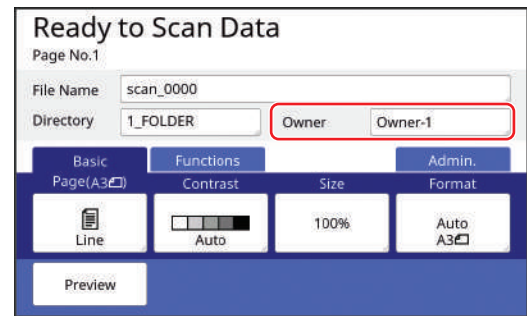 Ready to Scan Data
Page No.1
File Name scan_0000
Directory 1_FOLDER Owner Owner-1
Basic Functions Admin.
Page(A3) Contrast Size Format
Line Auto 100% Auto
A3
Preview